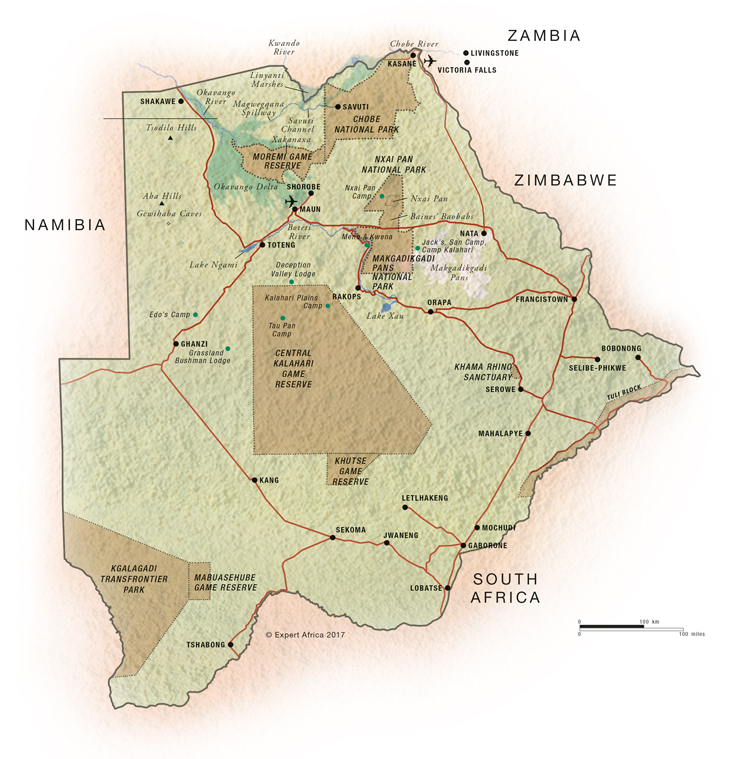 ZAMBIA
Kwando
River
Chobe River
LIVINGSTONE
KASANE
VICTORIA FALLS
Linyanti
Marshes
Okavango
River
SHAKAWE
Magwegqana
Spillway
SAVUTI
Savuti
Channel
CHOBE
NATIONAL PARK
Tsodilo Hills
Xakanaxa
MOREMI GAME
RESERVE
NXAI PAN
NATIONAL PARK
ZIMBABWE
Okavango Delta
SHOROBE
Nxai Pan
Camp
Nxai Pan
Aha Hills
Gcwihaba Caves
MAUN
Baines' Baobabs
NAMIBIA
Boteti
River
Meno A Kwena
NATA
TOTENG
Jack's, San Camp,
Camp Kalahari
Lake Ngami
MAKGADIKGADI
PANS
NATIONAL
PARK
Makgadikgadi
Pans
Deception
Valley Lodge
RAKOPS
Kalahari Plains
Camp
ORAPA
FRANCISTOWN
Edo's Camp
Tau Pan
Camp
Lake Xau
GHANZI
Grassland
Bushman Lodge
CENTRAL
KALAHARI
GAME
RESERVE
BOBONONG
SELIBE-PHIKWE
KHAMA RHINO
SANCTUARY
SEROWE
TULI BLOCK
MAHALAPYE
KHUTSE
GAME
RESERVE
KANG
LETLHAKENG
SEKOMA
JWANENG
MOCHUDI
GABORONE
KGALAGADI
TRANSFRONTIER
PARK
MABUASEHUBE
GAME RESERVE
LOBATSE
SOUTH
AFRICA
0 100 km
0 100 miles
© Expert Africa 2017
TSHABONG